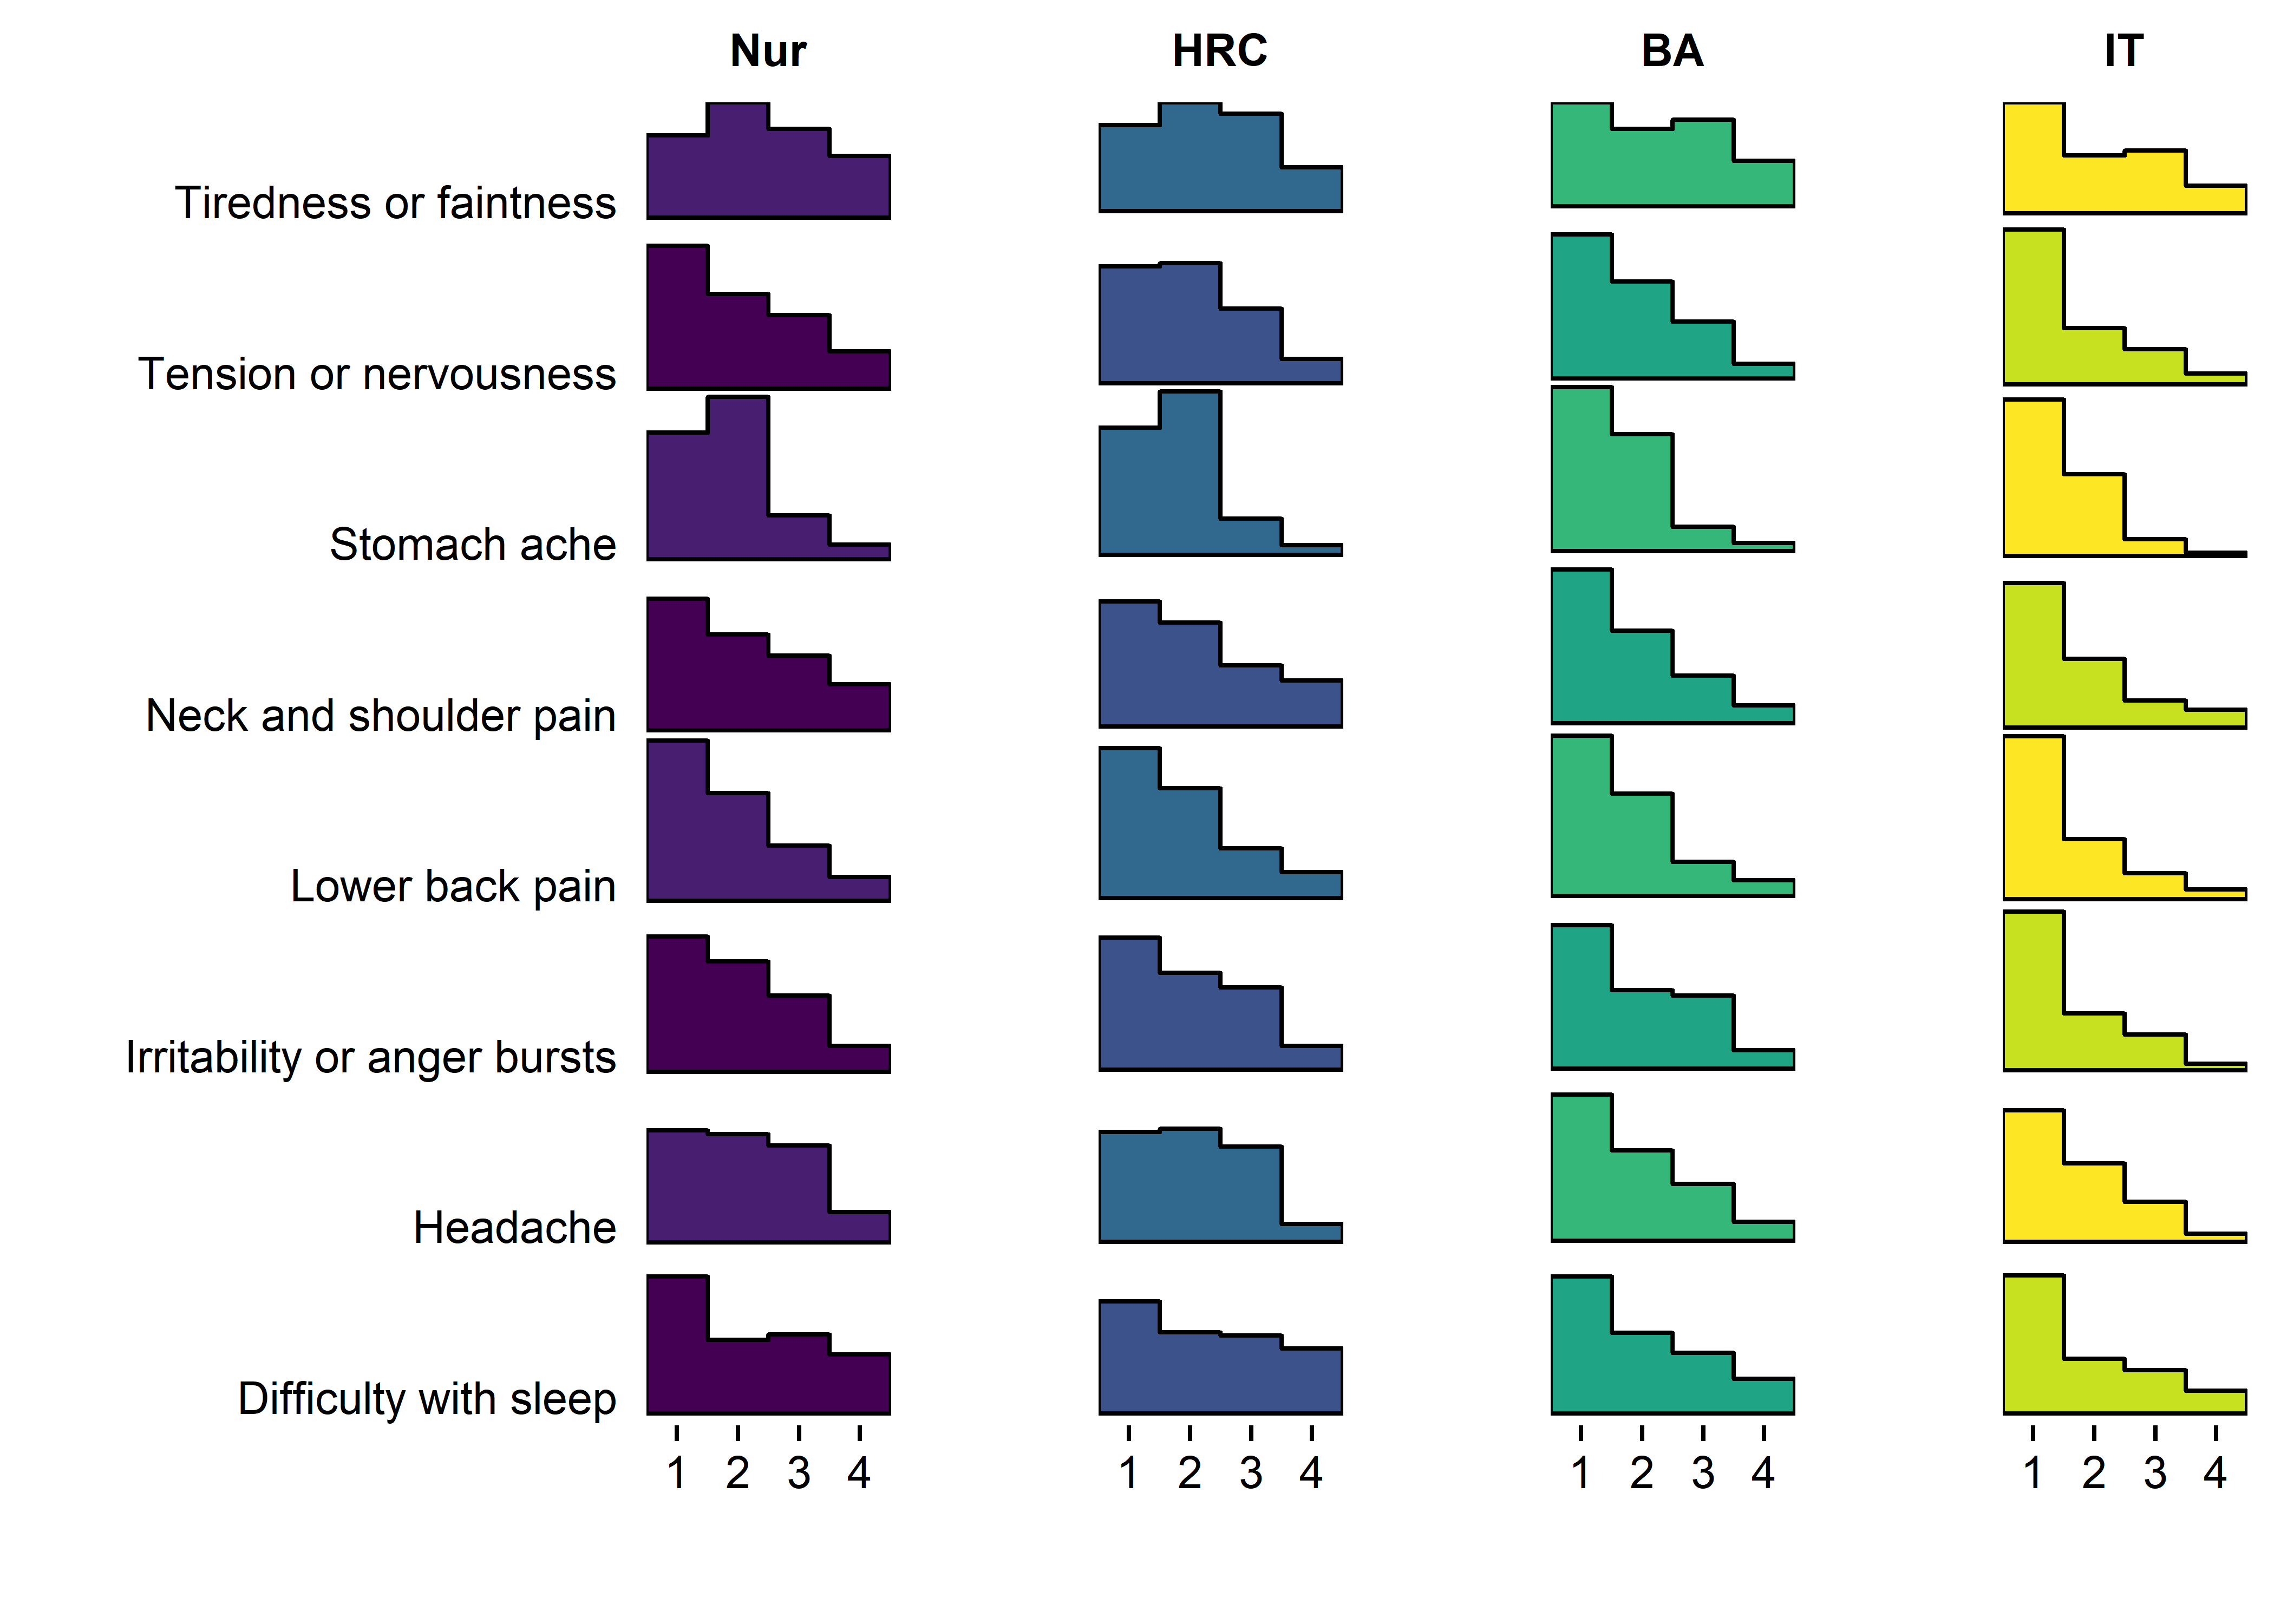 Nur HRC BA IT
Tiredness or faintness
Tension or nervousness
Stomach ache
Neck and shoulder pain
Lower back pain
Irritability or anger bursts
Headache
Difficulty with sleep
1 2 3 4 1 2 3 4 1 2 3 4 1 2 3 4